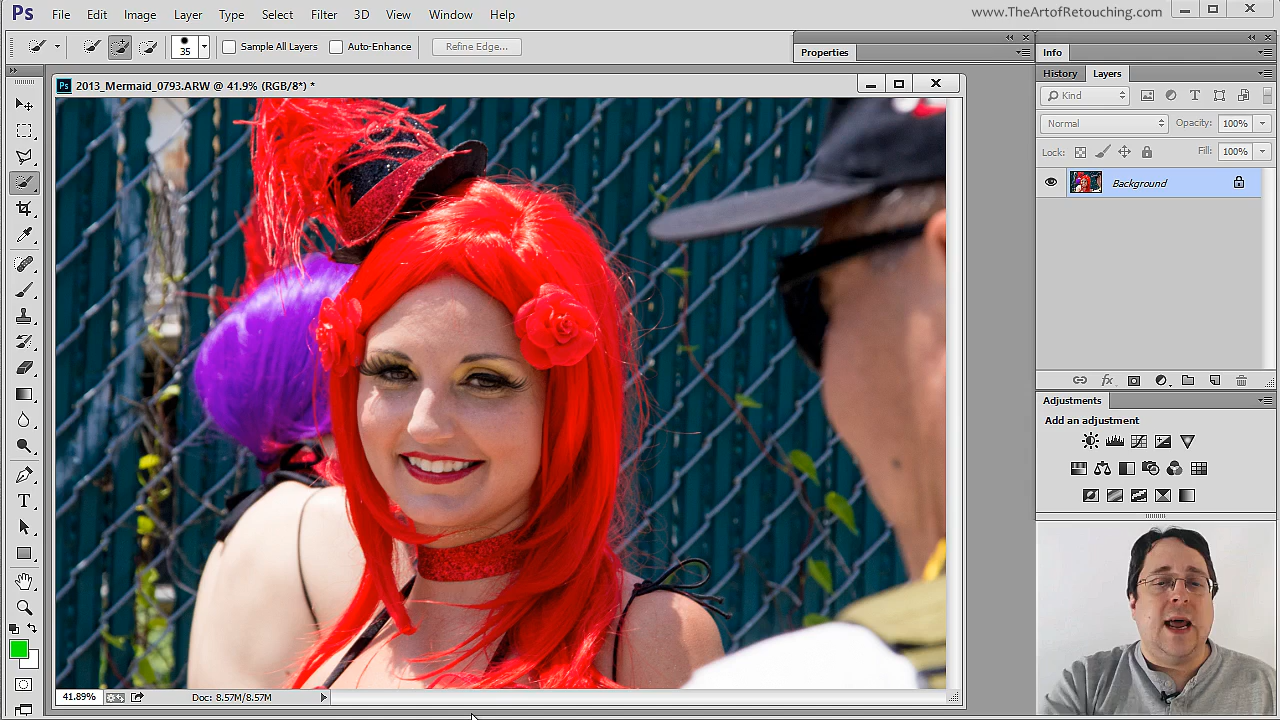 Ps File Edit Image Layer Type Select Filter 3D View Window Help www.TheArtofRetouching.com
35 Sample All Layers Auto-Enhance Refine Edge...
Properties
Info
Ps 2013_Mermaid_0793.ARW @ 41.9% (RGB/8*) *
History Layers
Kind
Normal Opacity: 100%
Lock: Fill: 100%
Background
fx
Adjustments
Add an adjustment
41.89% Doc: 8.57M/8.57M